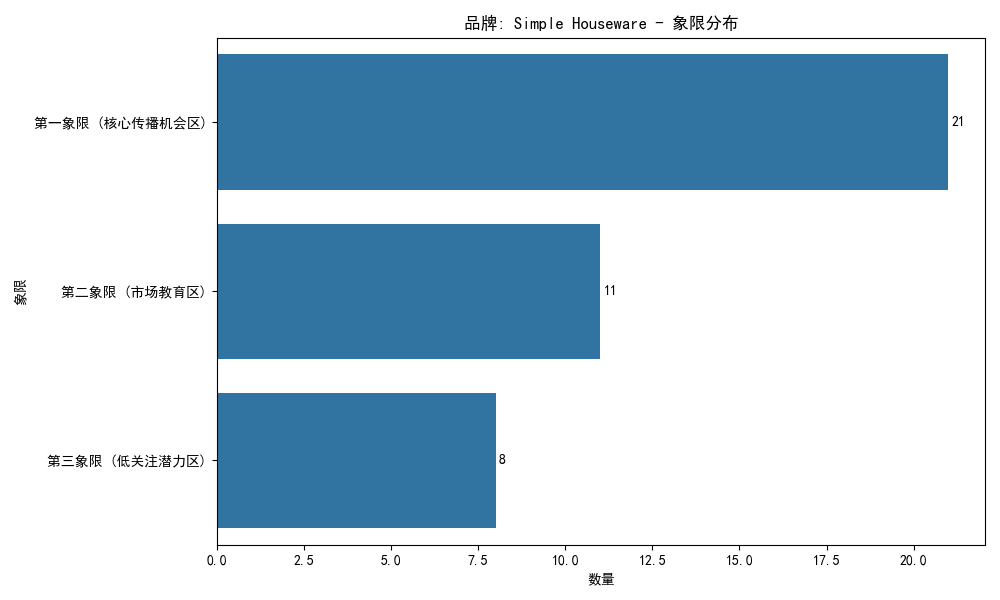 品牌: Simple Houseware - 象限分布
象限
第一象限 (核心传播机会区)
21
第二象限 (市场教育区)
11
第三象限 (低关注潜力区)
8
0.0 2.5 5.0 7.5 10.0 12.5 15.0 17.5 20.0
数量